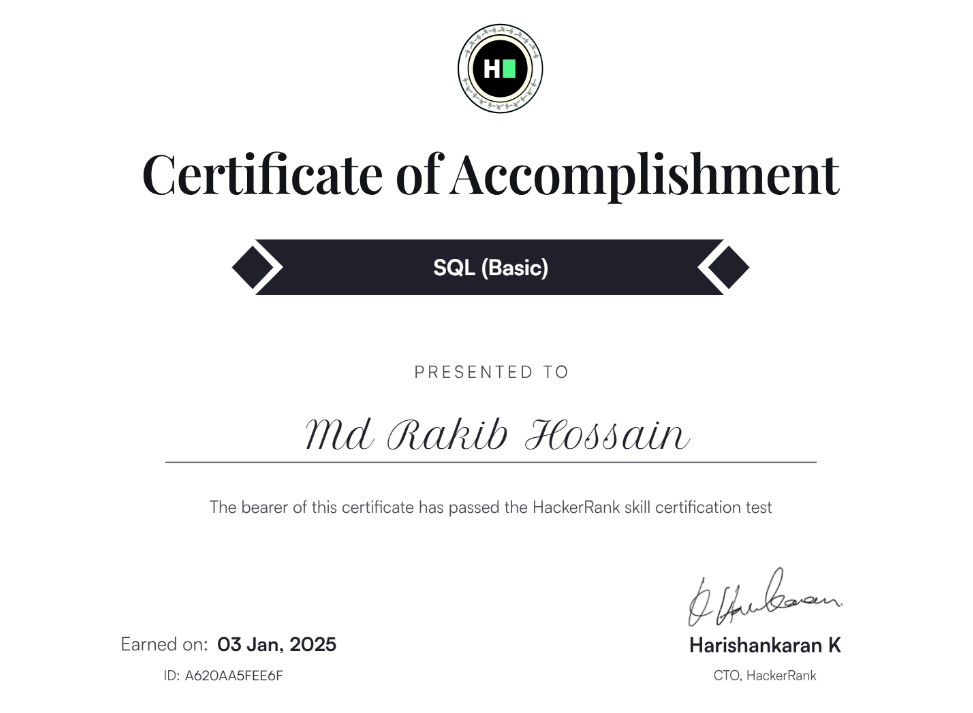 H
Certificate of Accomplishment
SQL (Basic)
PRESENTED TO
Md Rakib Hossain
The bearer of this certificate has passed the HackerRank skill certification test
Earned on: 03 Jan, 2025
ID: A620AA5FEE6F
Harishankaran K
CTO, HackerRank